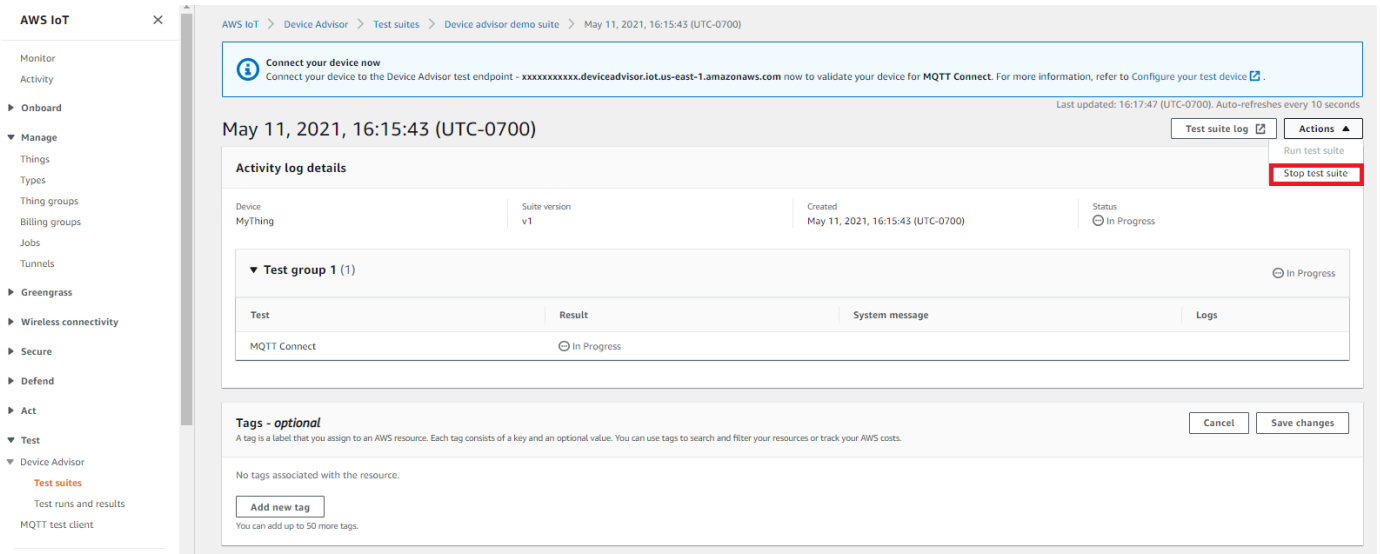 AWS IoT
Monitor
Activity
Onboard
Manage
Things
Types
Thing groups
Billing groups
Jobs
Tunnels
Greengrass
Wireless connectivity
Secure
Defend
Act
Test
Device Advisor
Test suites
Test runs and results
MQTT test client
AWS IoT > Device Advisor > Test suites > Device advisor demo suite > May 11, 2021, 16:15:43 (UTC-0700)
Connect your device now
Connect your device to the Device Advisor test endpoint - xxxxxxxxxxx.deviceadvisor.iot.us-east-1.amazonaws.com now to validate your device for MQTT Connect. For more information, refer to Configure your test device .
Last updated: 16:17:47 (UTC-0700). Auto-refreshes every 10 seconds
May 11, 2021, 16:15:43 (UTC-0700)
Test suite log
Actions
Run test suite
Stop test suite
Activity log details
Device
MyThing
Suite version
v1
Created
May 11, 2021, 16:15:43 (UTC-0700)
Status
In Progress
Test group 1 (1)
In Progress
Test Result System message Logs
MQTT Connect In Progress
Tags - optional
A tag is a label that you assign to an AWS resource. Each tag consists of a key and an optional value. You can use tags to search and filter your resources or track your AWS costs.
Cancel
Save changes
No tags associated with the resource.
Add new tag
You can add up to 50 more tags.